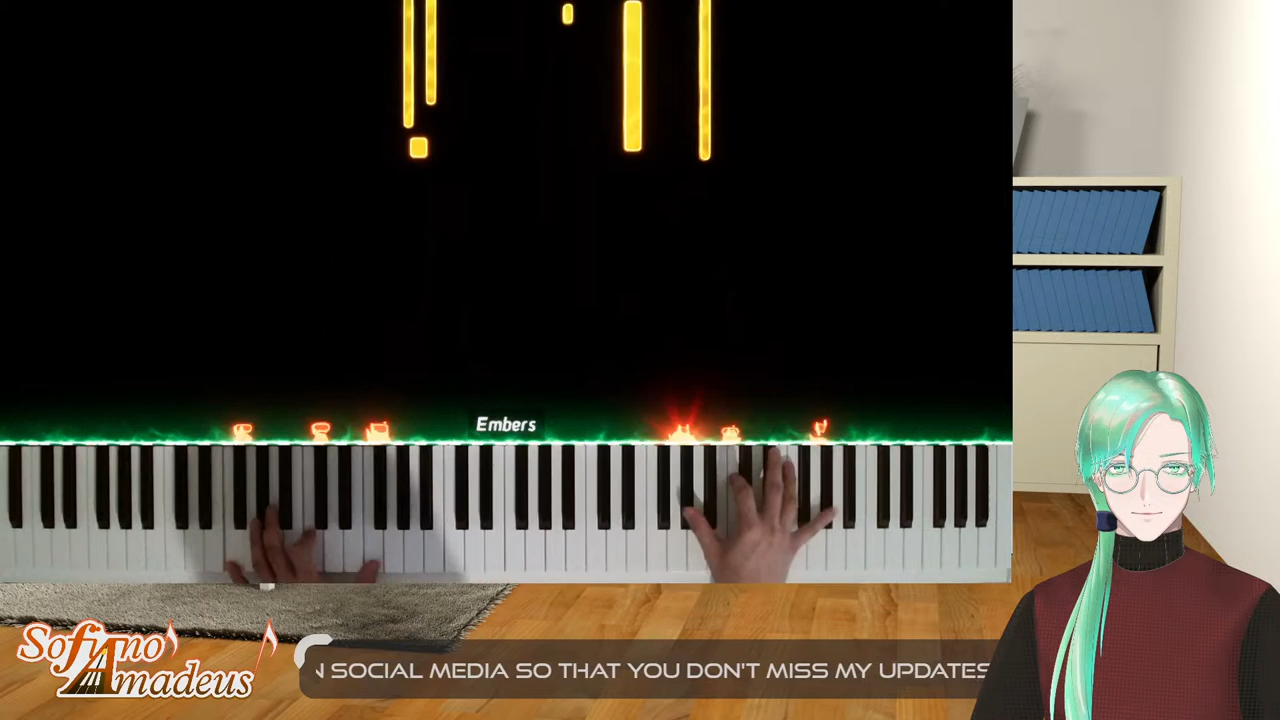 Embers
Sofiano
Amadeus
N SOCIAL MEDIA SO THAT YOU DON'T MISS MY UPDATES